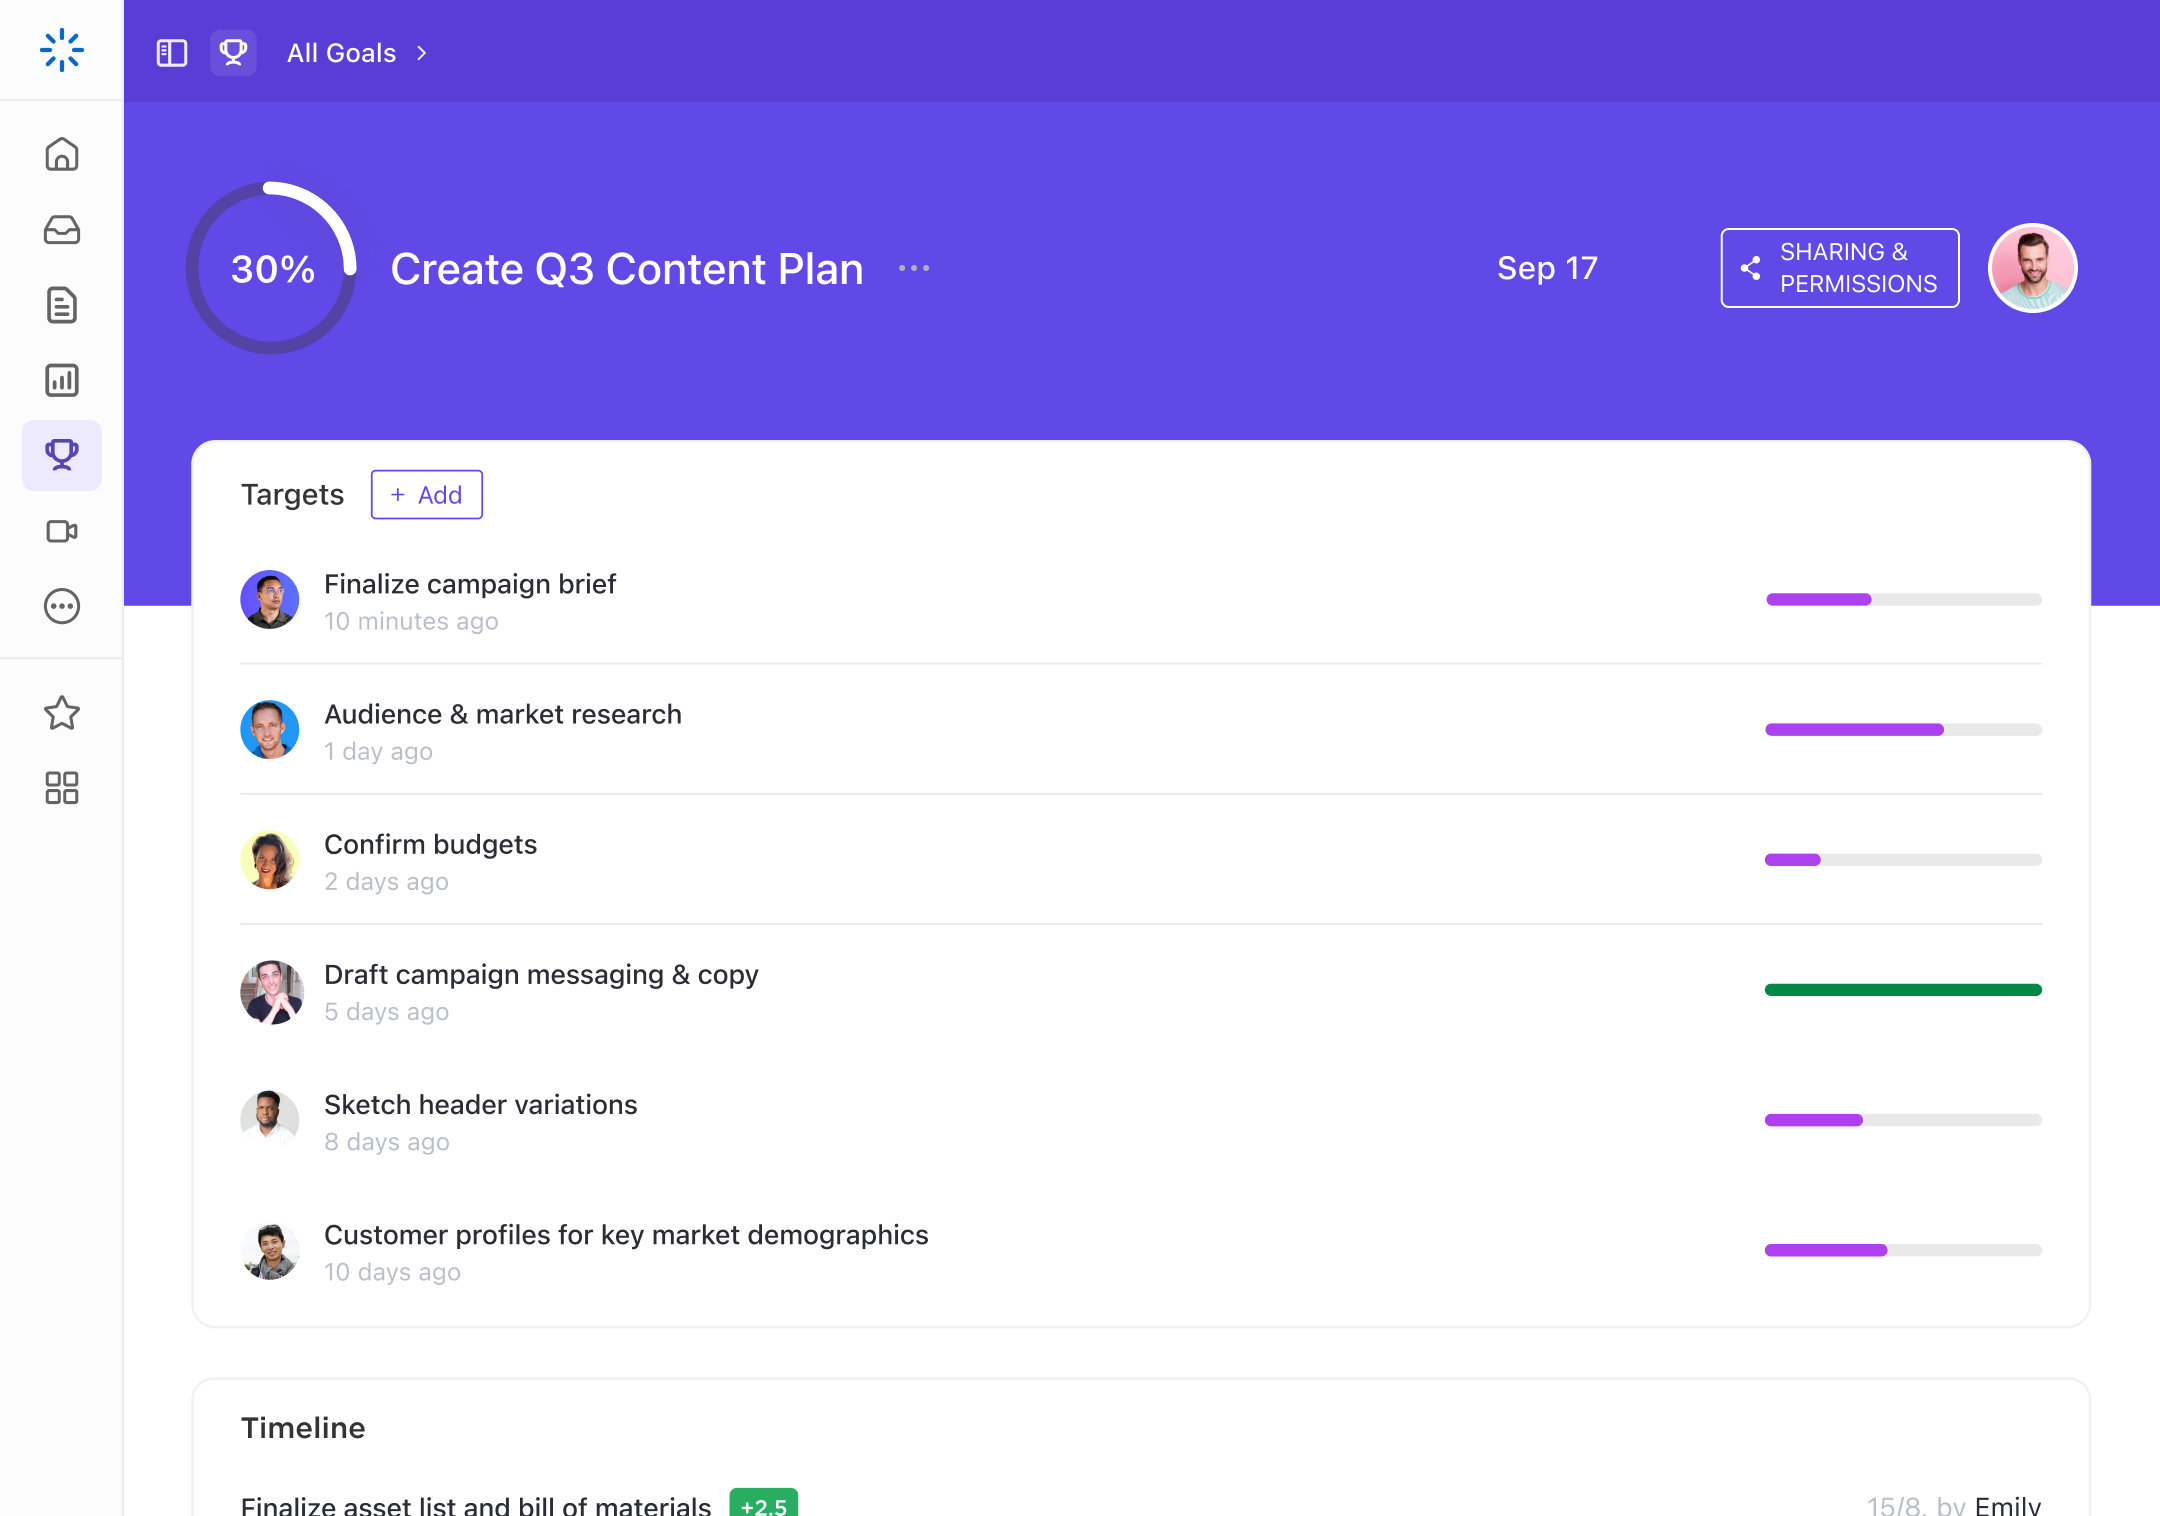 All Goals
30%
Create Q3 Content Plan
Sep 17
SHARING &
PERMISSIONS
Targets
+ Add
Finalize campaign brief
10 minutes ago
Audience & market research
1 day ago
Confirm budgets
2 days ago
Draft campaign messaging & copy
5 days ago
Sketch header variations
8 days ago
Customer profiles for key market demographics
10 days ago
Timeline
Finalize asset list and bill of materials +2.5 15/8, by Emily